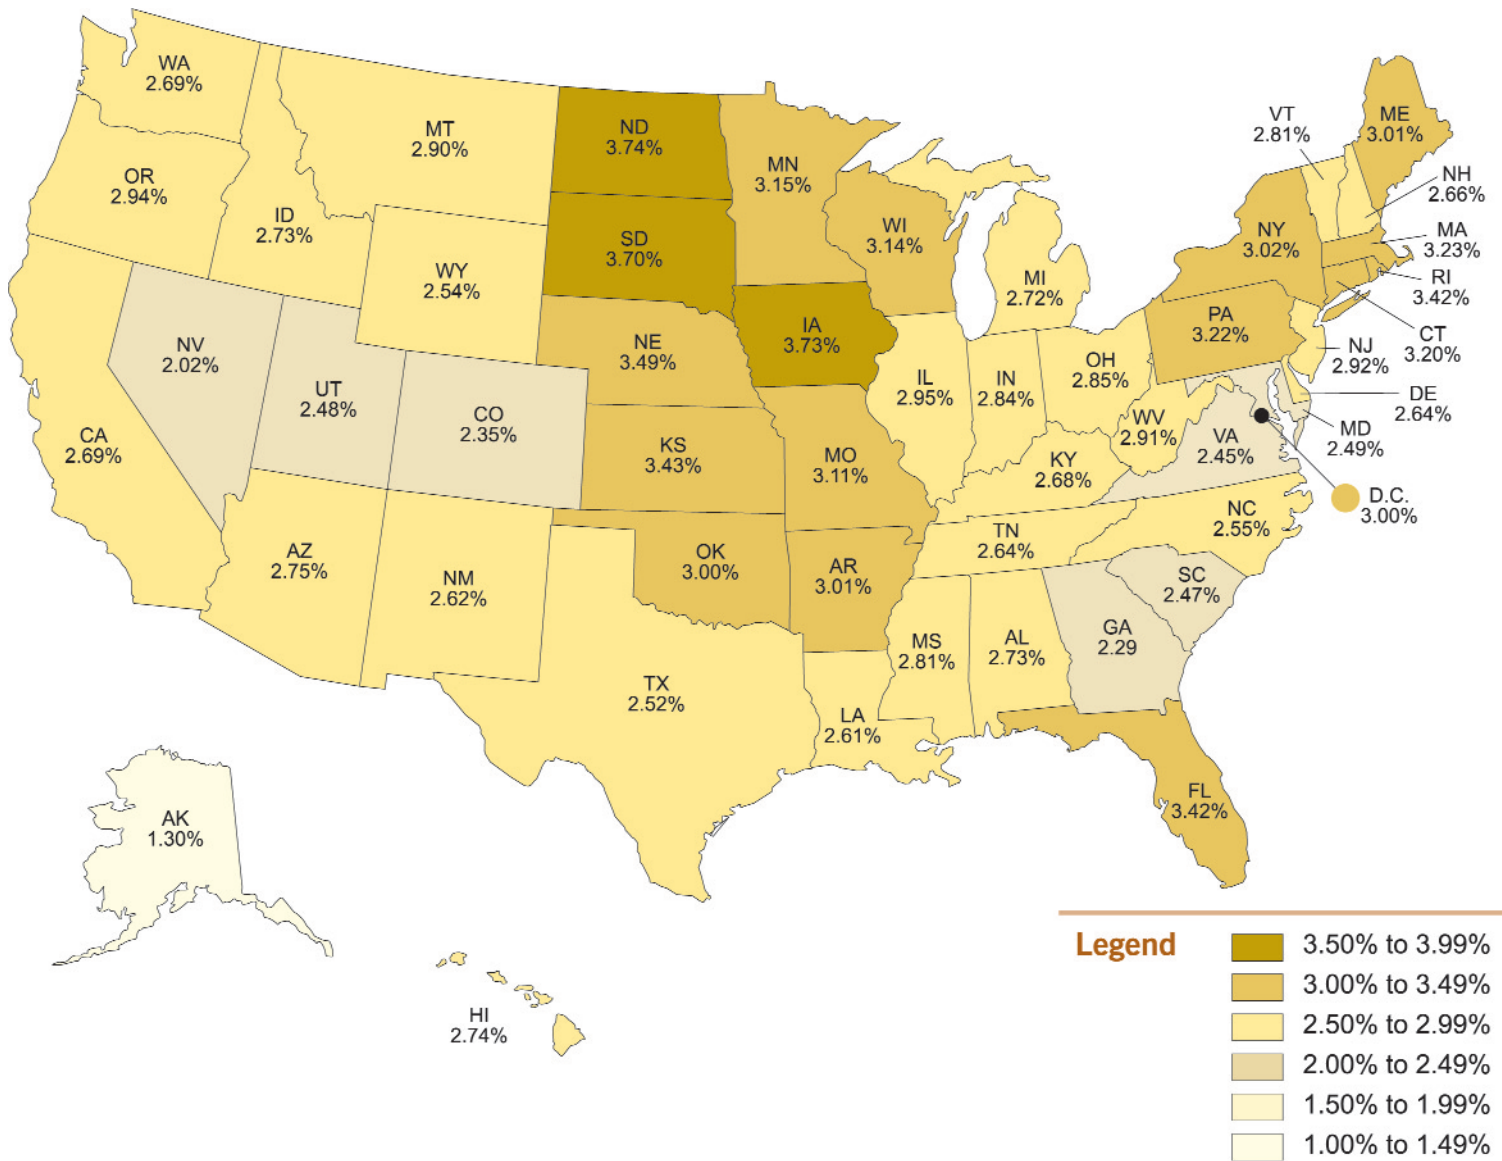 WA
2.69%
MT
2.90%
ND
3.74%
MN
3.15%
VT
2.81%
ME
3.01%
OR
2.94%
ID
2.73%
SD
3.70%
WI
3.14%
NY
3.02%
NH
2.66%
MA
3.23%
RI
3.42%
WY
2.54%
MI
2.72%
PA
3.22%
CT
3.20%
NV
2.02%
UT
2.48%
NE
3.49%
IA
3.73%
IL
2.95%
IN
2.84%
OH
2.85%
NJ
2.92%
DE
2.64%
CO
2.35%
CA
2.69%
KS
3.43%
MO
3.11%
KY
2.68%
WV
2.91%
VA
2.45%
MD
2.49%
D.C.
3.00%
AZ
2.75%
NM
2.62%
OK
3.00%
AR
3.01%
TN
2.64%
NC
2.55%
SC
2.47%
TX
2.52%
LA
2.61%
MS
2.81%
AL
2.73%
GA
2.29
FL
3.42%
AK
1.30%
HI
2.74%
Legend
3.50% to 3.99%
3.00% to 3.49%
2.50% to 2.99%
2.00% to 2.49%
1.50% to 1.99%
1.00% to 1.49%